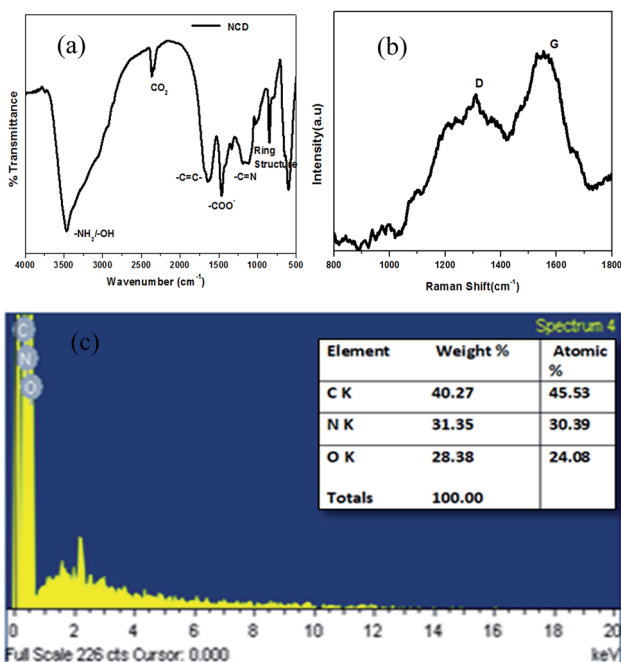 (a)
NCD
% Transmittance
CO2
-C=C-
-COO-
-C=N
Ring
Structure
-NH2/-OH
4000 3500 3000 2500 2000 1500 1000 500
Wavenumber (cm-1)
(b)
D
G
Intensity(a.u)
800 1000 1200 1400 1600 1800
Raman Shift(cm-1)
(c)
Spectrum 4
C
N
O
Element Weight % Atomic %
C K 40.27 45.53
N K 31.35 30.39
O K 28.38 24.08
Totals 100.00
0 2 4 6 8 10 12 14 16 18 20
Full Scale 226 cts Cursor: 0.000 keV